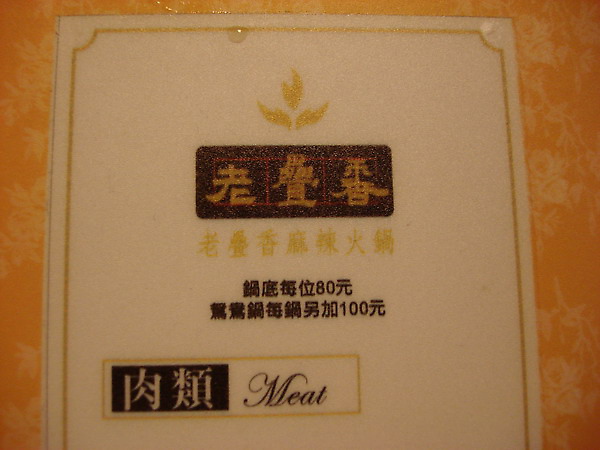 老疊香
老疊香麻辣火鍋
鍋底每位80元
鴛鴦鍋每鍋另加100元
肉類 Meat